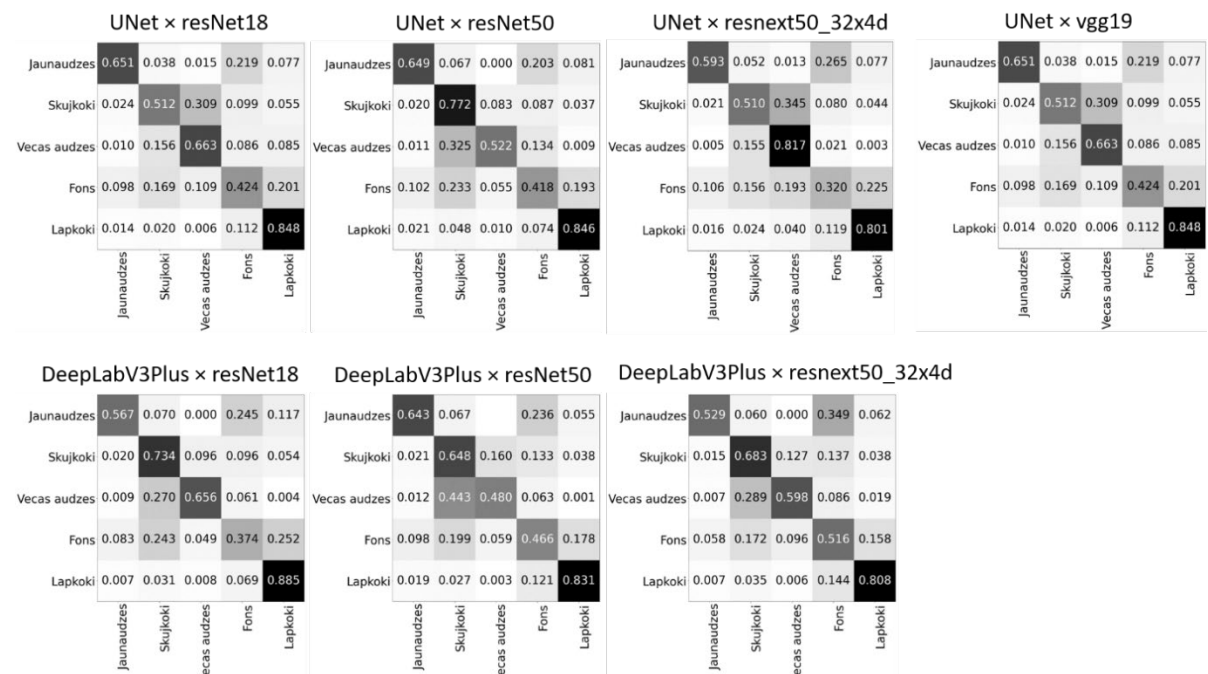 UNet × resNet18
Jaunaudzes 0.651 0.038 0.015 0.219 0.077
Skujkoki 0.024 0.512 0.309 0.099 0.055
Vecas audzes 0.010 0.156 0.663 0.086 0.085
Fons 0.098 0.169 0.109 0.424 0.201
Lapkoki 0.014 0.020 0.006 0.112 0.848
Jaunaudzes Skujkoki Vecas audzes Fons Lapkoki
UNet × resNet50
Jaunaudzes 0.649 0.067 0.000 0.203 0.081
Skujkoki 0.020 0.772 0.083 0.087 0.037
Vecas audzes 0.011 0.325 0.522 0.134 0.009
Fons 0.102 0.233 0.055 0.418 0.193
Lapkoki 0.021 0.048 0.010 0.074 0.846
Jaunaudzes Skujkoki Vecas audzes Fons Lapkoki
UNet × resnext50_32x4d
Jaunaudzes 0.593 0.052 0.013 0.265 0.077
Skujkoki 0.021 0.510 0.345 0.080 0.044
Vecas audzes 0.005 0.155 0.817 0.021 0.003
Fons 0.106 0.156 0.193 0.320 0.225
Lapkoki 0.016 0.024 0.040 0.119 0.801
Jaunaudzes Skujkoki Vecas audzes Fons Lapkoki
UNet × vgg19
Jaunaudzes 0.651 0.038 0.015 0.219 0.077
Skujkoki 0.024 0.512 0.309 0.099 0.055
Vecas audzes 0.010 0.156 0.663 0.086 0.085
Fons 0.098 0.169 0.109 0.424 0.201
Lapkoki 0.014 0.020 0.006 0.112 0.848
Jaunaudzes Skujkoki Vecas audzes Fons Lapkoki
DeepLabV3Plus × resNet18
Jaunaudzes 0.567 0.070 0.000 0.245 0.117
Skujkoki 0.020 0.734 0.096 0.096 0.054
Vecas audzes 0.009 0.270 0.656 0.061 0.004
Fons 0.083 0.243 0.049 0.374 0.252
Lapkoki 0.007 0.031 0.008 0.069 0.885
Jaunaudzes Skujkoki ecas audzes Fons Lapkoki
DeepLabV3Plus × resNet50
Jaunaudzes 0.643 0.067 0.236 0.055
Skujkoki 0.021 0.648 0.160 0.133 0.038
Vecas audzes 0.012 0.443 0.480 0.063 0.001
Fons 0.098 0.199 0.059 0.466 0.178
Lapkoki 0.019 0.027 0.003 0.121 0.831
Jaunaudzes Skujkoki ecas audzes Fons Lapkoki
DeepLabV3Plus × resnext50_32x4d
Jaunaudzes 0.529 0.060 0.000 0.349 0.062
Skujkoki 0.015 0.683 0.127 0.137 0.038
Vecas audzes 0.007 0.289 0.598 0.086 0.019
Fons 0.058 0.172 0.096 0.516 0.158
Lapkoki 0.007 0.035 0.006 0.144 0.808
Jaunaudzes Skujkoki ecas audzes Fons Lapkoki